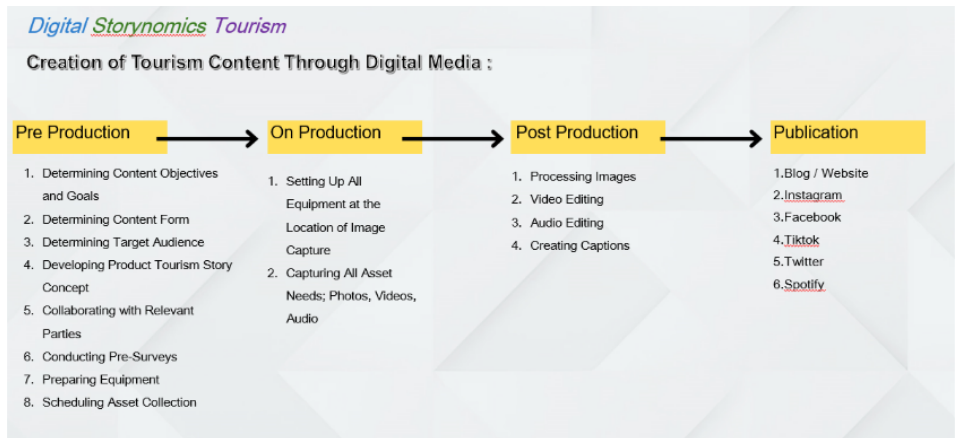 Digital Storynomics Tourism
Creation of Tourism Content Through Digital Media :
Pre Production
1. Determining Content Objectives
and Goals
2. Determining Content Form
3. Determining Target Audience
4. Developing Product Tourism Story
Concept
5. Collaborating with Relevant
Parties
6. Conducting Pre-Surveys
7. Preparing Equipment
8. Scheduling Asset Collection
On Production
1. Setting Up All
Equipment at the
Location of Image
Capture
2. Capturing All Asset
Needs; Photos, Videos,
Audio
Post Production
1. Processing Images
2. Video Editing
3. Audio Editing
4. Creating Captions
Publication
1.Blog / Website
2.Instagram
3.Facebook
4.Tiktok
5.Twitter
6.Spotify